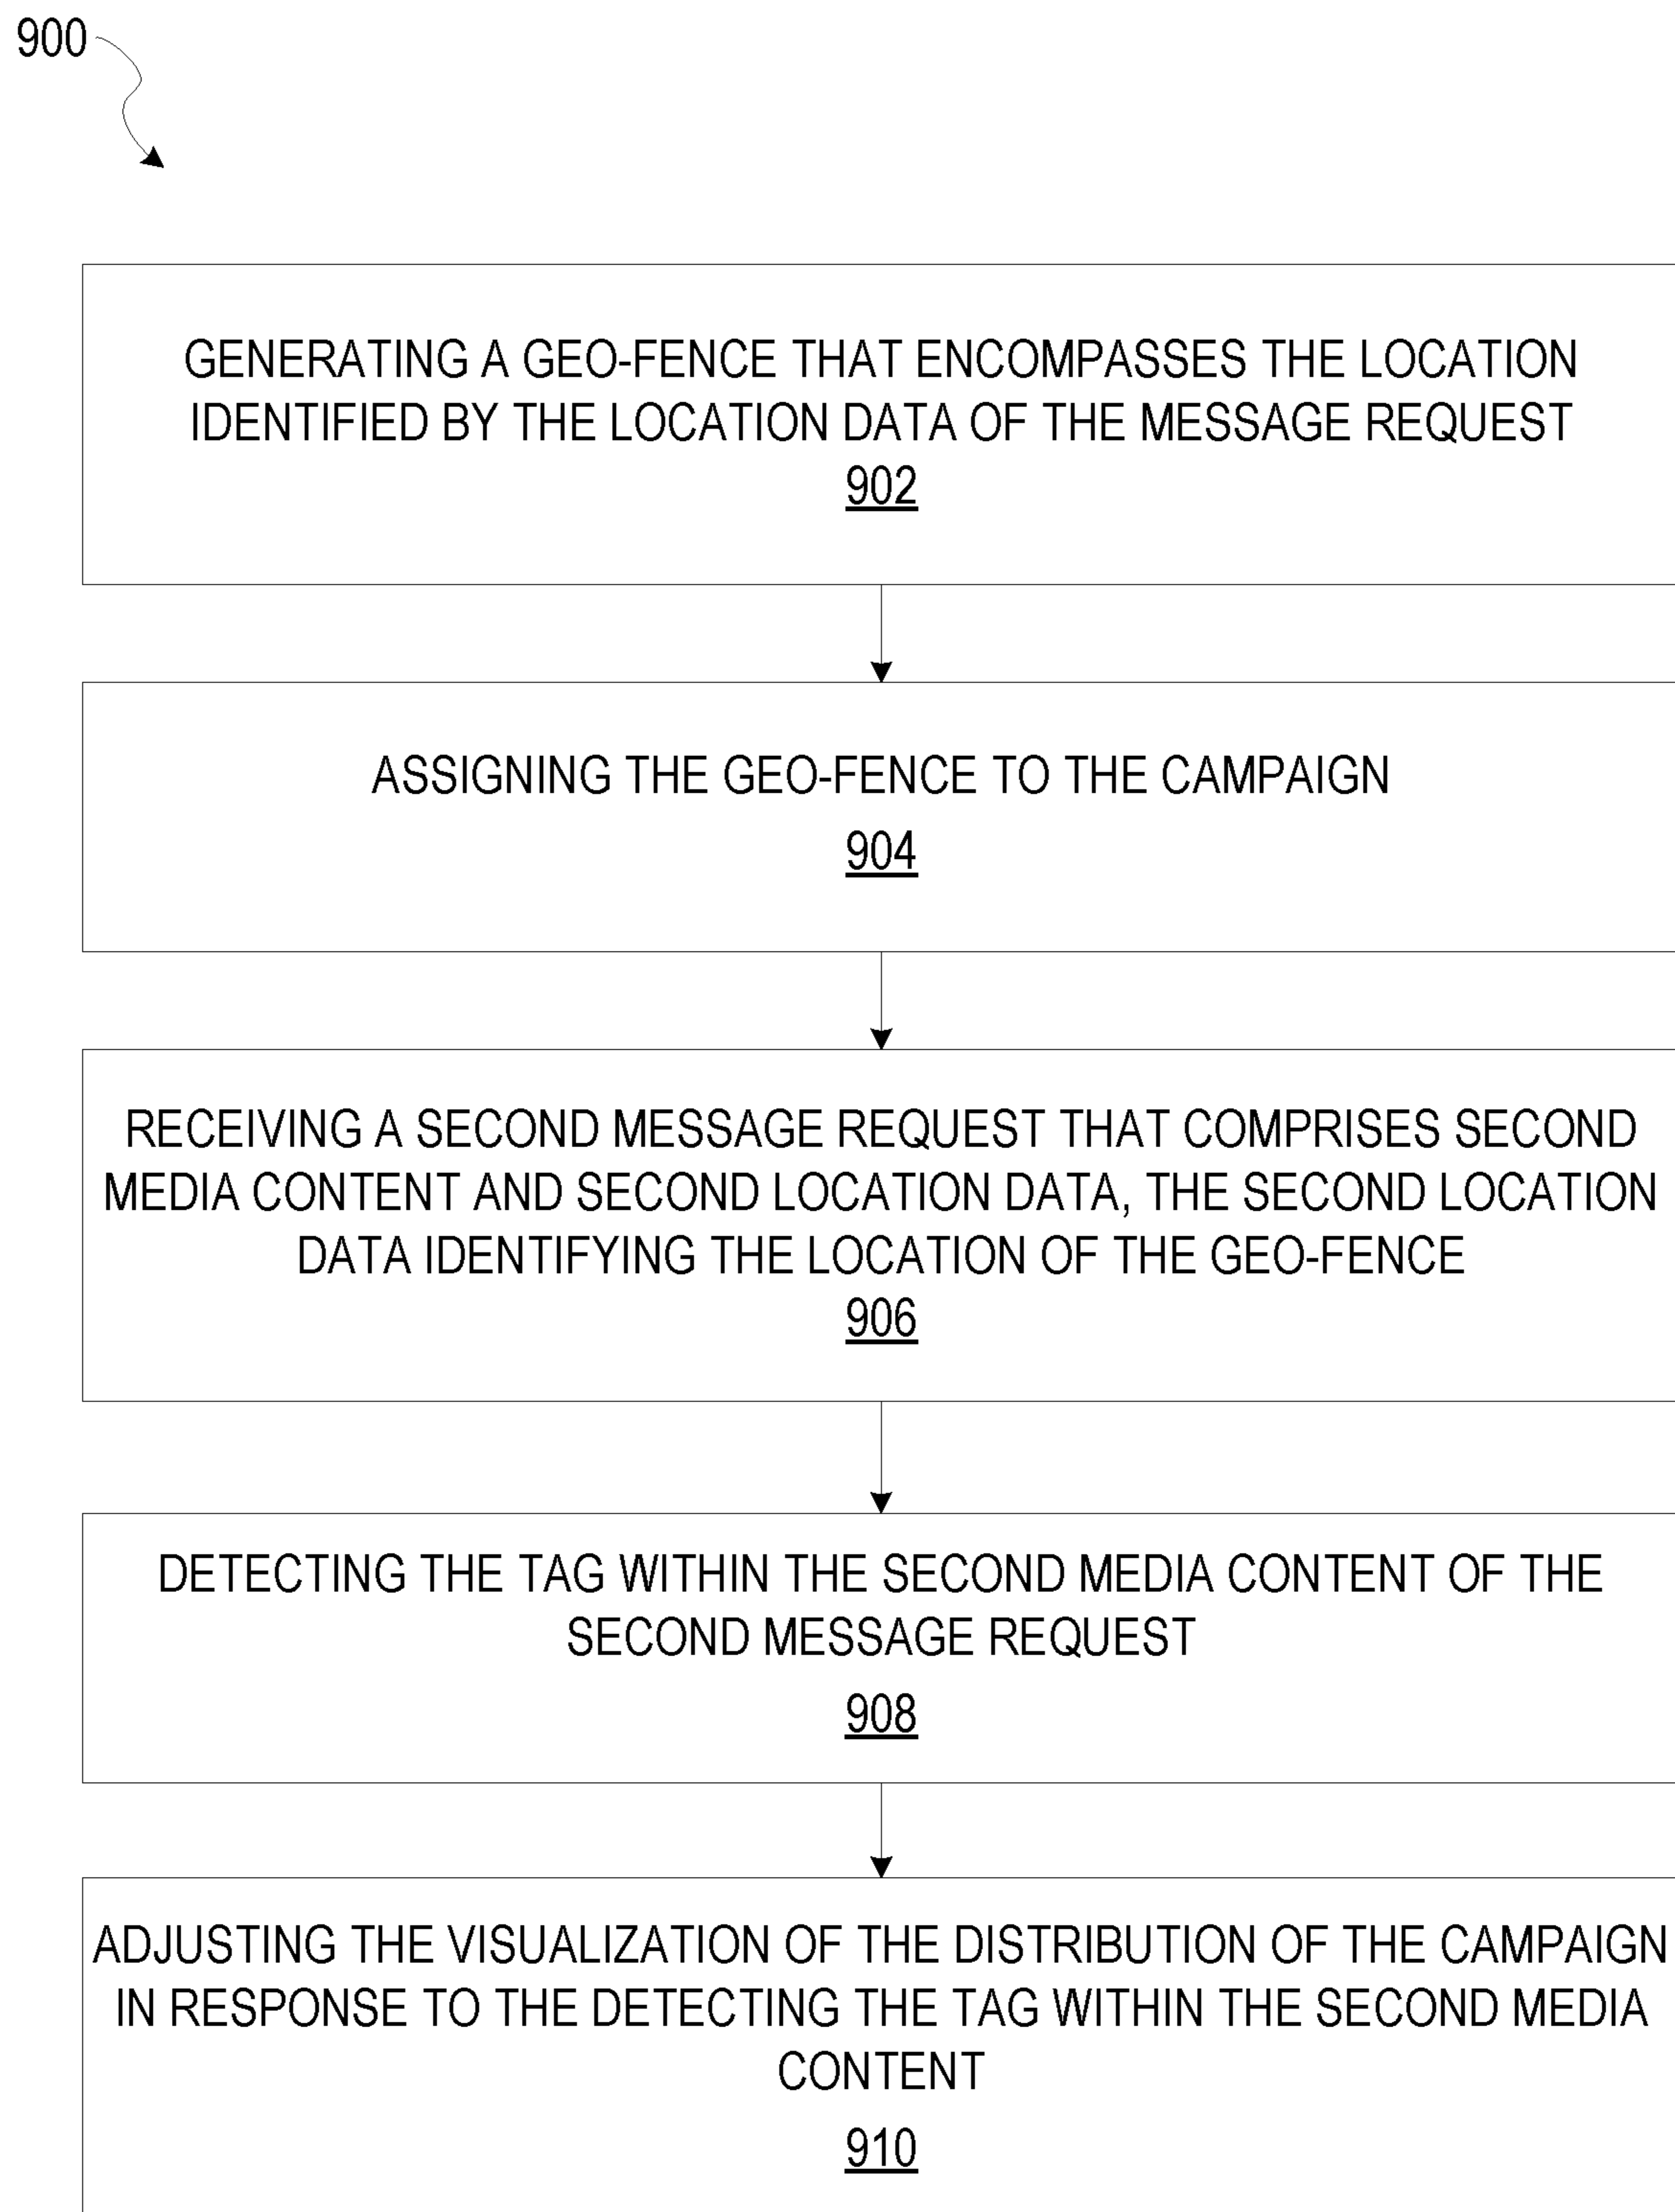 900
GENERATING A GEO-FENCE THAT ENCOMPASSES THE LOCATION
IDENTIFIED BY THE LOCATION DATA OF THE MESSAGE REQUEST
902
ASSIGNING THE GEO-FENCE TO THE CAMPAIGN
904
RECEIVING A SECOND MESSAGE REQUEST THAT COMPRISES SECOND
MEDIA CONTENT AND SECOND LOCATION DATA, THE SECOND LOCATION
DATA IDENTIFYING THE LOCATION OF THE GEO-FENCE
906
DETECTING THE TAG WITHIN THE SECOND MEDIA CONTENT OF THE
SECOND MESSAGE REQUEST
908
ADJUSTING THE VISUALIZATION OF THE DISTRIBUTION OF THE CAMPAIGN
IN RESPONSE TO THE DETECTING THE TAG WITHIN THE SECOND MEDIA
CONTENT
910